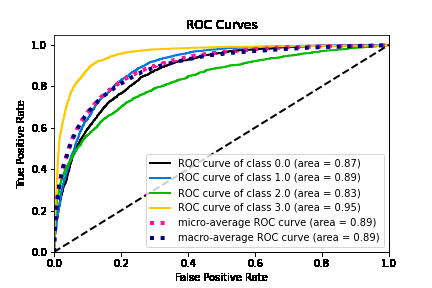 ROC Curves
1.0
0.8
0.6
0.4
0.2
0.0
True Positive Rate
ROC curve of class 0.0 (area = 0.87)
ROC curve of class 1.0 (area = 0.89)
ROC curve of class 2.0 (area = 0.83)
ROC curve of class 3.0 (area = 0.95)
micro-average ROC curve (area = 0.89)
macro-average ROC curve (area = 0.89)
0.0 0.2 0.4 0.6 0.8 1.0
False Positive Rate